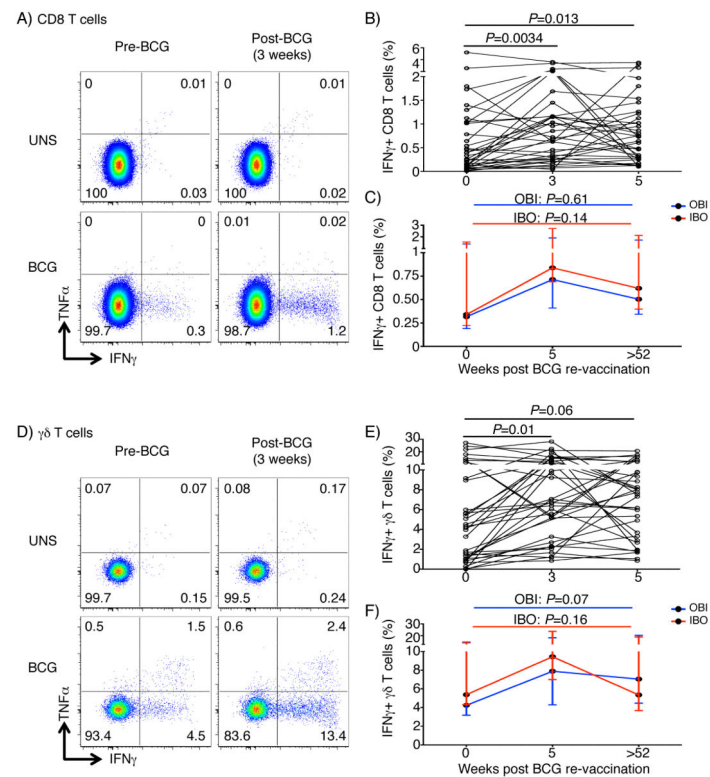 A) CD8 T cells
Pre-BCG
Post-BCG
(3 weeks)
UNS
0
0.01
100
0.03
0
0.01
100
0.02
BCG
0
0
99.7
0.3
0.01
0.02
98.7
1.2
TNFα
IFNγ
B)
P=0.013
P=0.0034
IFNγ+ CD8 T cells (%)
6
5
4
3
2
1.5
1
0.5
0
0
3
5
C)
OBI: P=0.61
IBO: P=0.14
OBI
IBO
IFNγ+ CD8 T cells (%)
3
2
1
0.75
0.50
0.25
0
0
5
>52
Weeks post BCG re-vaccination
D) γδ T cells
Pre-BCG
Post-BCG
(3 weeks)
UNS
0.07
0.07
99.7
0.15
0.08
0.17
99.5
0.24
BCG
0.5
1.5
93.4
4.5
0.6
2.4
83.6
13.4
TNFα
IFNγ
E)
P=0.06
P=0.01
IFNγ+ γδ T cells (%)
30
20
10
8
6
4
2
0
0
3
5
F)
OBI: P=0.07
IBO: P=0.16
OBI
IBO
IFNγ+ γδ T cells (%)
30
20
10
8
6
4
2
0
0
5
>52
Weeks post BCG re-vaccination